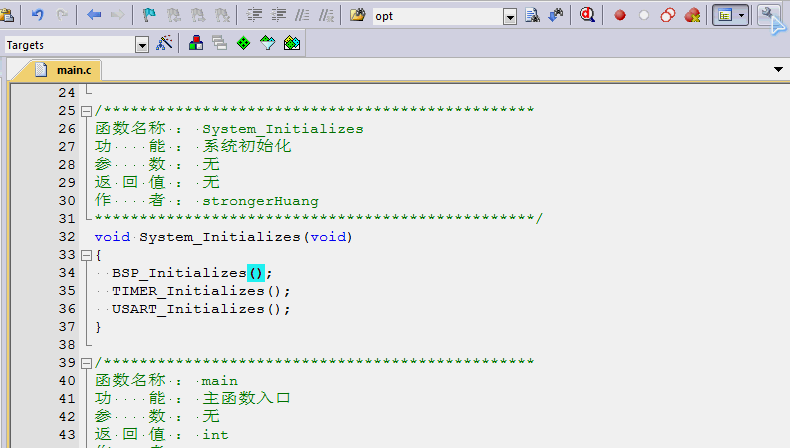 opt
Targets
main.c
24
25 /************************************************
26 函数名称 : System_Initializes
27 功    能 : 系统初始化
28 参    数 : 无
29 返 回 值 : 无
30 作    者 : strongerHuang
31 *************************************************/
32 void System_Initializes(void)
33 {
34   BSP_Initializes();
35   TIMER_Initializes();
36   USART_Initializes();
37 }
38
39 /************************************************
40 函数名称 : main
41 功    能 : 主函数入口
42 参    数 : 无
43 返 回 值 : int